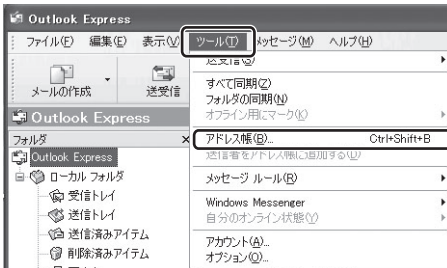 Outlook Express
ファイル(F) 編集(E) 表示(V) ツール(T) メッセージ(M) ヘルプ(H)
メールの作成 送受信
送受信(S)
すべて同期(Z)
フォルダの同期(N)
オフライン用にマーク(K)
Outlook Express
フォルダ ×
アドレス帳(B)... Ctrl+Shift+B
送信者をアドレス帳に追加する(D)
Outlook Express
ローカル フォルダ
受信トレイ
送信トレイ
送信済みアイテム
削除済みアイテム
メッセージ ルール(R)
Windows Messenger
自分のオンライン状態(Y)
アカウント(A)...
オプション(O)...